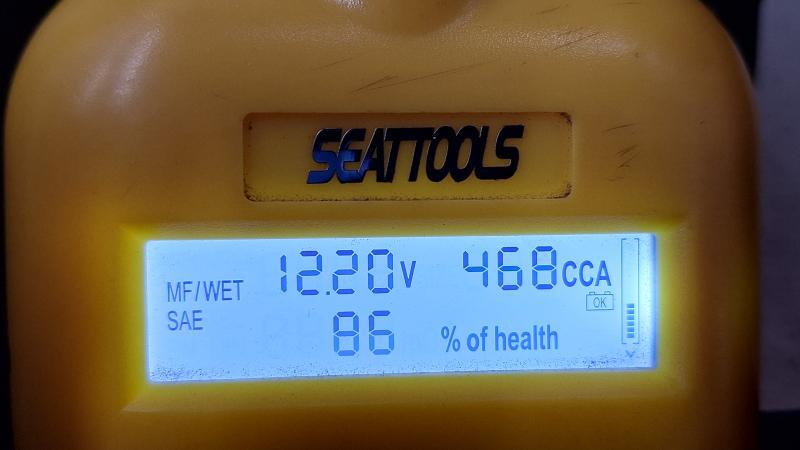 SEATTOOLS
MF/WET 12.20V 468CCA
OK
SAE 86 % of health